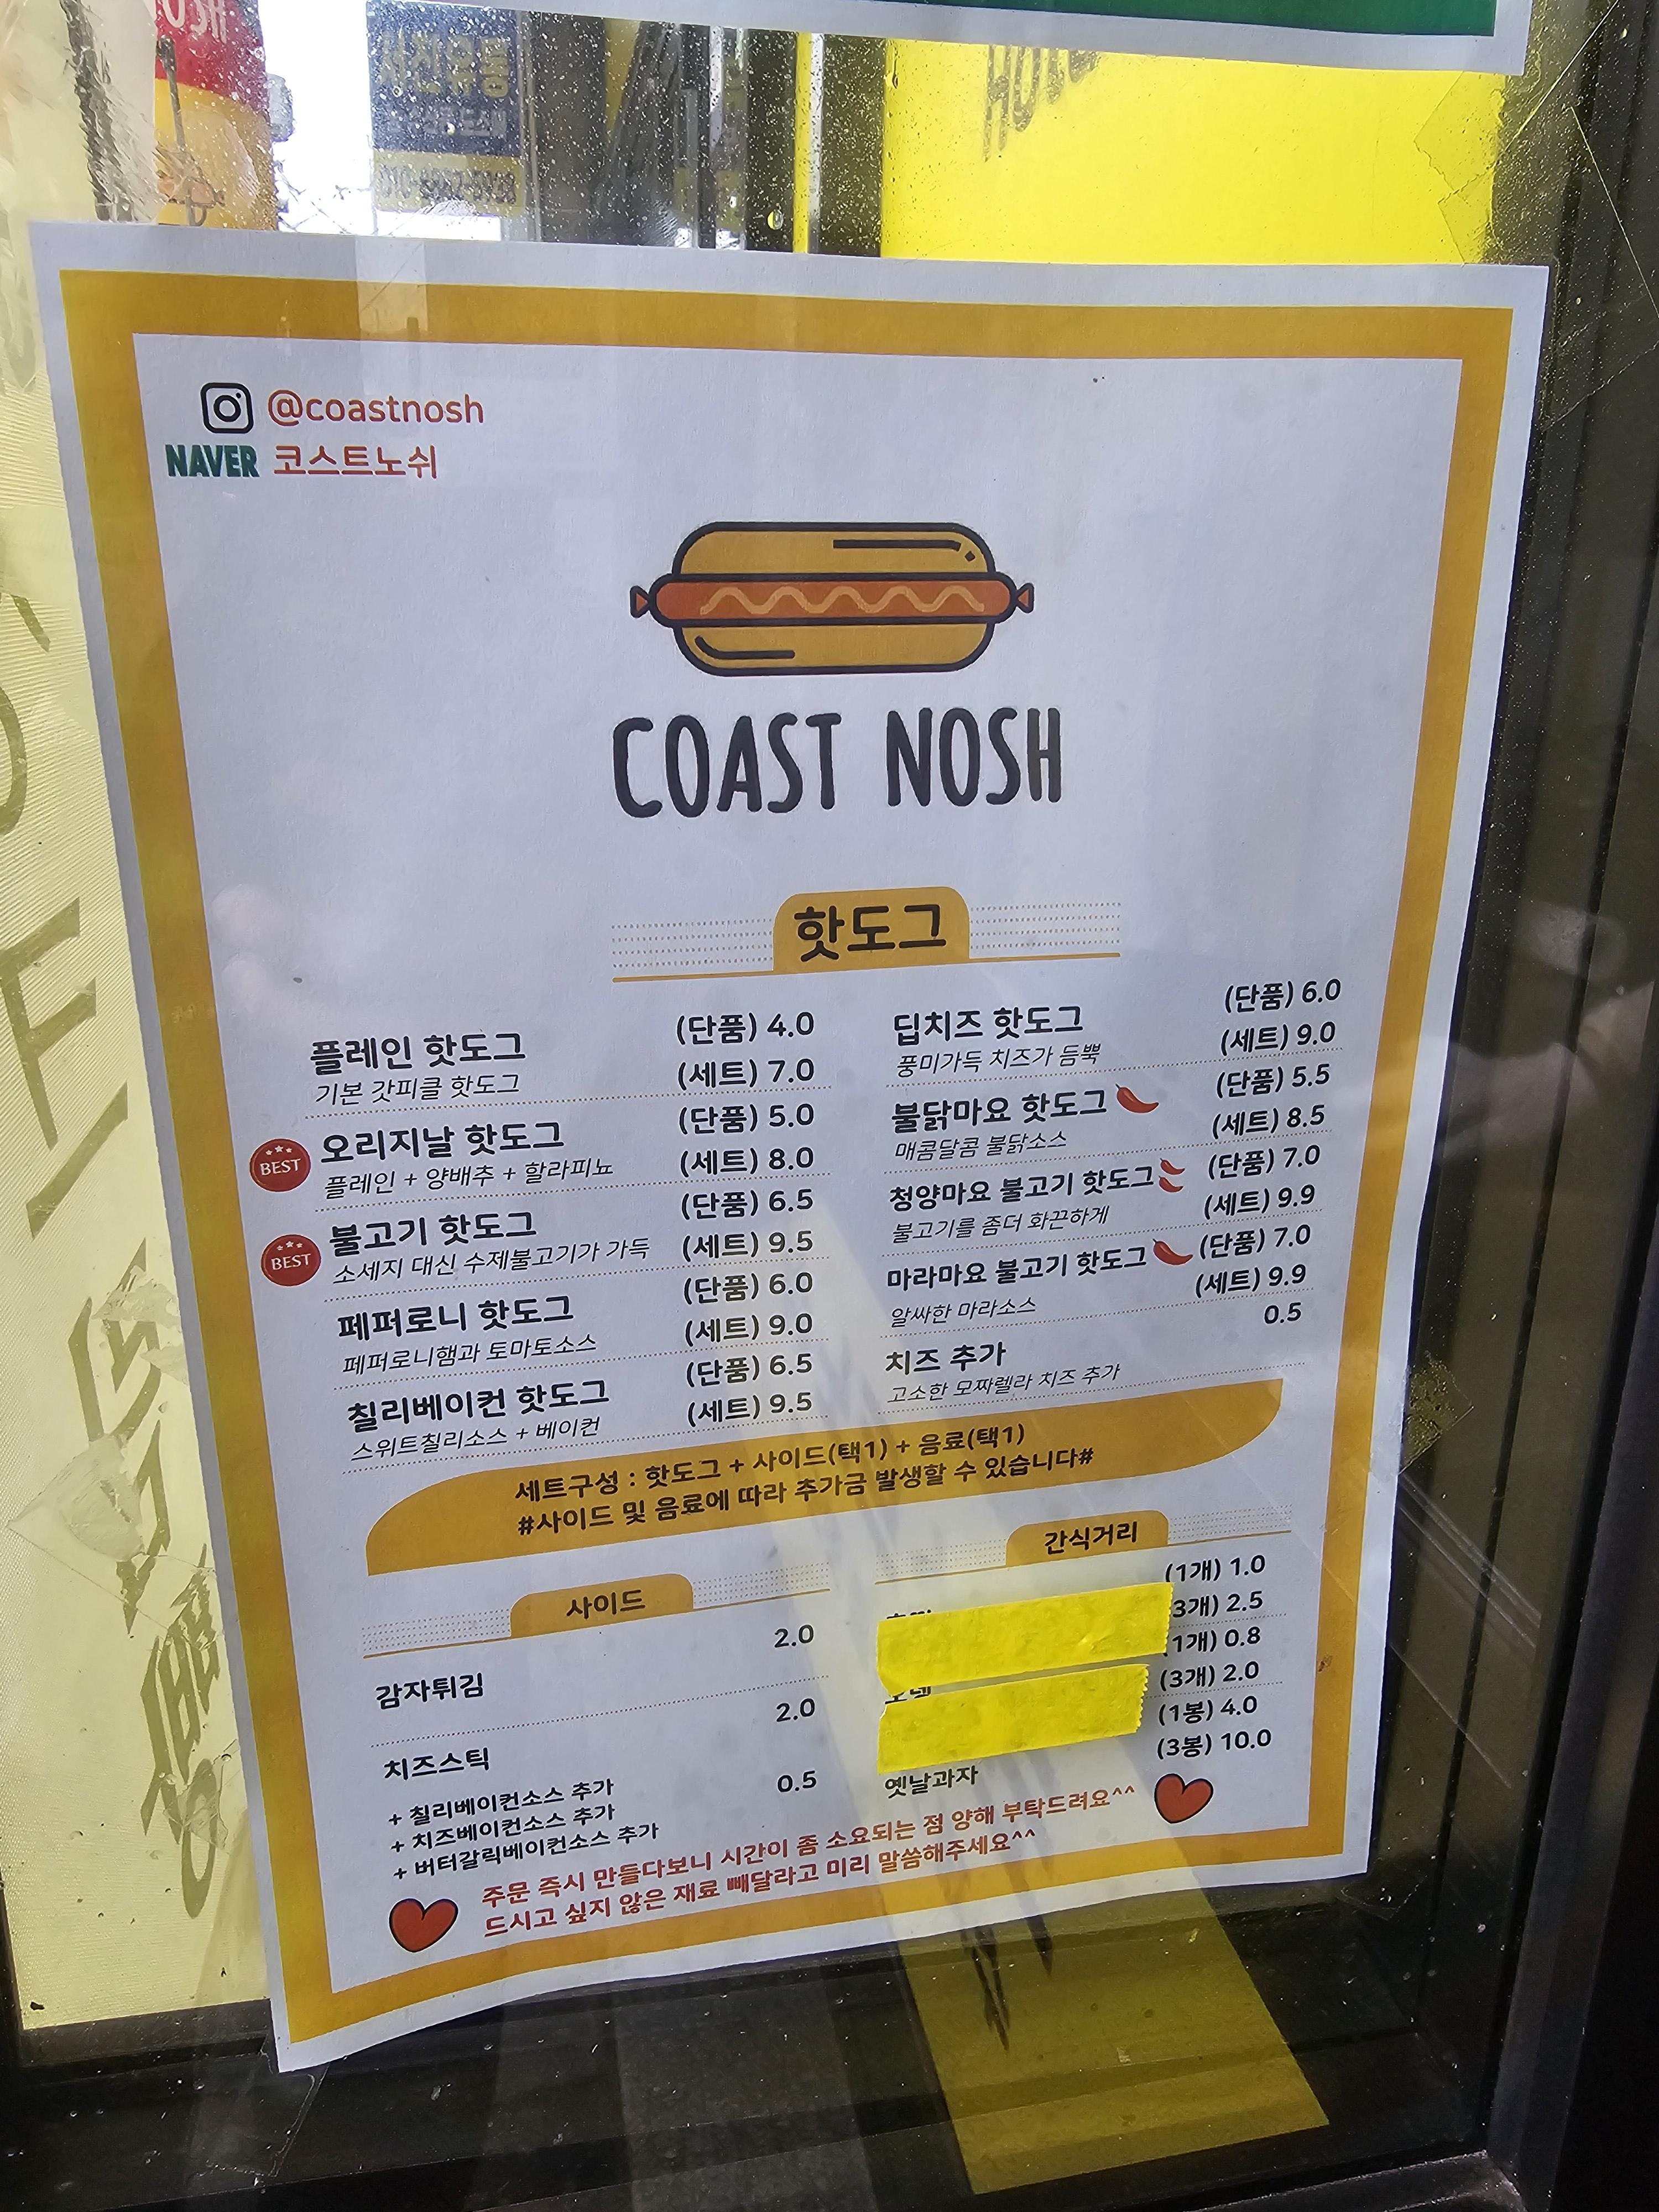 서진유통
@coastnosh
NAVER 코스트노쉬
COAST NOSH
핫도그
플레인 핫도그
기본 갓피클 핫도그
(단품) 4.0
(세트) 7.0
BEST
오리지날 핫도그
플레인 + 양배추 + 할라피뇨
(단품) 5.0
(세트) 8.0
BEST
불고기 핫도그
소세지 대신 수제불고기가 가득
(단품) 6.5
(세트) 9.5
페퍼로니 핫도그
페퍼로니햄과 토마토소스
(단품) 6.0
(세트) 9.0
칠리베이컨 핫도그
스위트칠리소스 + 베이컨
(단품) 6.5
(세트) 9.5
딥치즈 핫도그
풍미가득 치즈가 듬뿍
(단품) 6.0
(세트) 9.0
불닭마요 핫도그
매콤달콤 불닭소스
(단품) 5.5
(세트) 8.5
청양마요 불고기 핫도그
불고기를 좀더 화끈하게
(단품) 7.0
(세트) 9.9
마라마요 불고기 핫도그
알싸한 마라소스
(단품) 7.0
(세트) 9.9
치즈 추가
고소한 모짜렐라 치즈 추가
0.5
세트구성 : 핫도그 + 사이드(택1) + 음료(택1)
#사이드 및 음료에 따라 추가금 발생할 수 있습니다#
사이드
감자튀김
2.0
치즈스틱
2.0
+ 칠리베이컨소스 추가
+ 치즈베이컨소스 추가
+ 버터갈릭베이컨소스 추가
0.5
간식거리
(1개) 1.0
3개) 2.5
1개) 0.8
(3개) 2.0
옛날과자
(1봉) 4.0
(3봉) 10.0
주문 즉시 만들다보니 시간이 좀 소요되는 점 양해 부탁드려요^^
드시고 싶지 않은 재료 빼달라고 미리 말씀해주세요^^